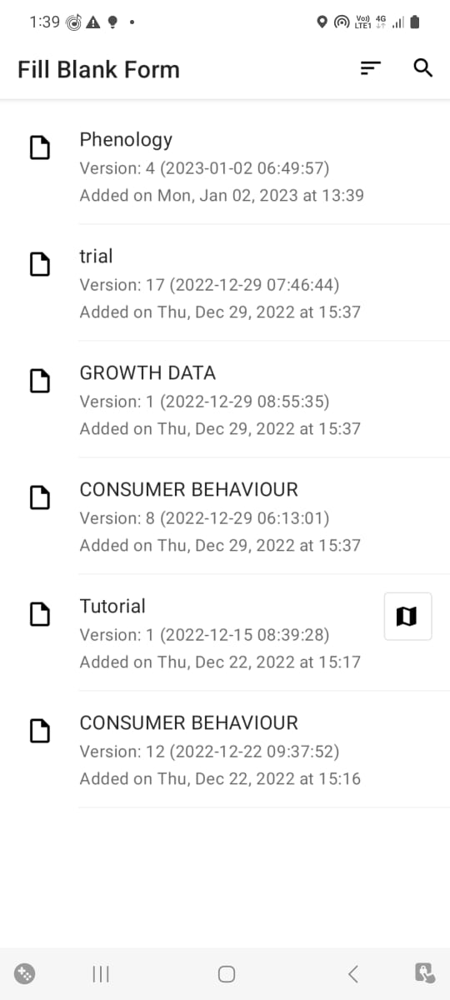 1:39
Vo)) 4G
LTE1
Fill Blank Form
Phenology
Version: 4 (2023-01-02 06:49:57)
Added on Mon, Jan 02, 2023 at 13:39
trial
Version: 17 (2022-12-29 07:46:44)
Added on Thu, Dec 29, 2022 at 15:37
GROWTH DATA
Version: 1 (2022-12-29 08:55:35)
Added on Thu, Dec 29, 2022 at 15:37
CONSUMER BEHAVIOUR
Version: 8 (2022-12-29 06:13:01)
Added on Thu, Dec 29, 2022 at 15:37
Tutorial
Version: 1 (2022-12-15 08:39:28)
Added on Thu, Dec 22, 2022 at 15:17
CONSUMER BEHAVIOUR
Version: 12 (2022-12-22 09:37:52)
Added on Thu, Dec 22, 2022 at 15:16